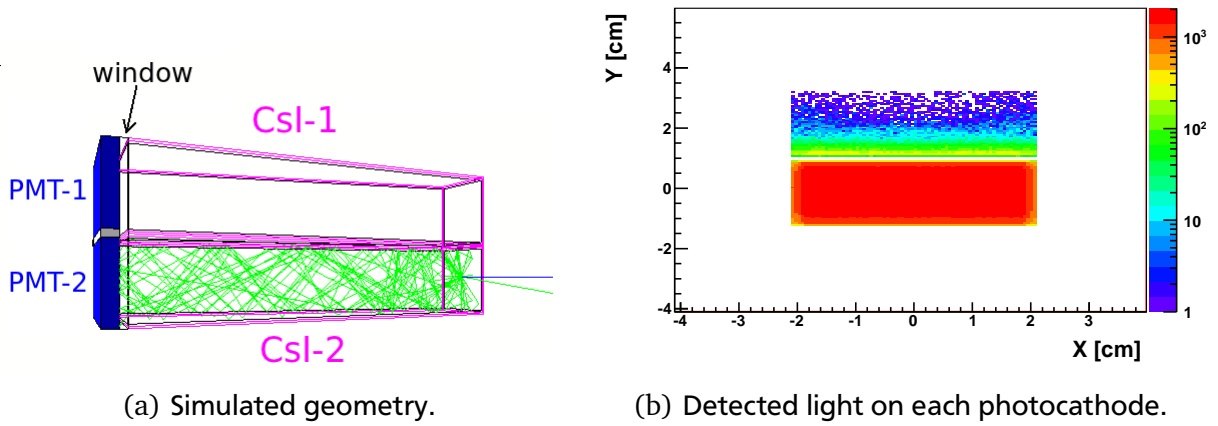 window
CsI-1
PMT-1
PMT-2
CsI-2
(a) Simulated geometry.
Y [cm]
4
2
0
-2
-4
-4 -3 -2 -1 0 1 2 3
X [cm]
10³
10²
10
1
(b) Detected light on each photocathode.